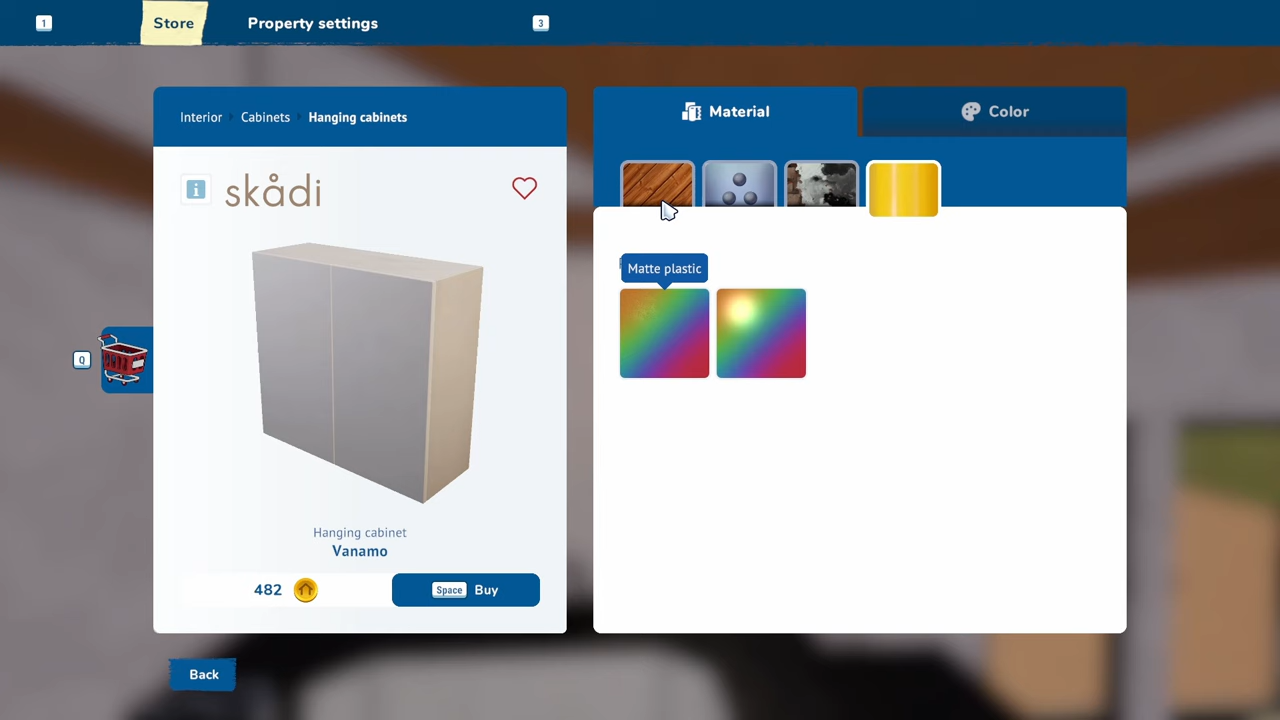 1
Store
Property settings
3
Interior
Cabinets
Hanging cabinets
Material
Color
skådi
Matte plastic
Q
Hanging cabinet
Vanamo
482
Space
Buy
Back